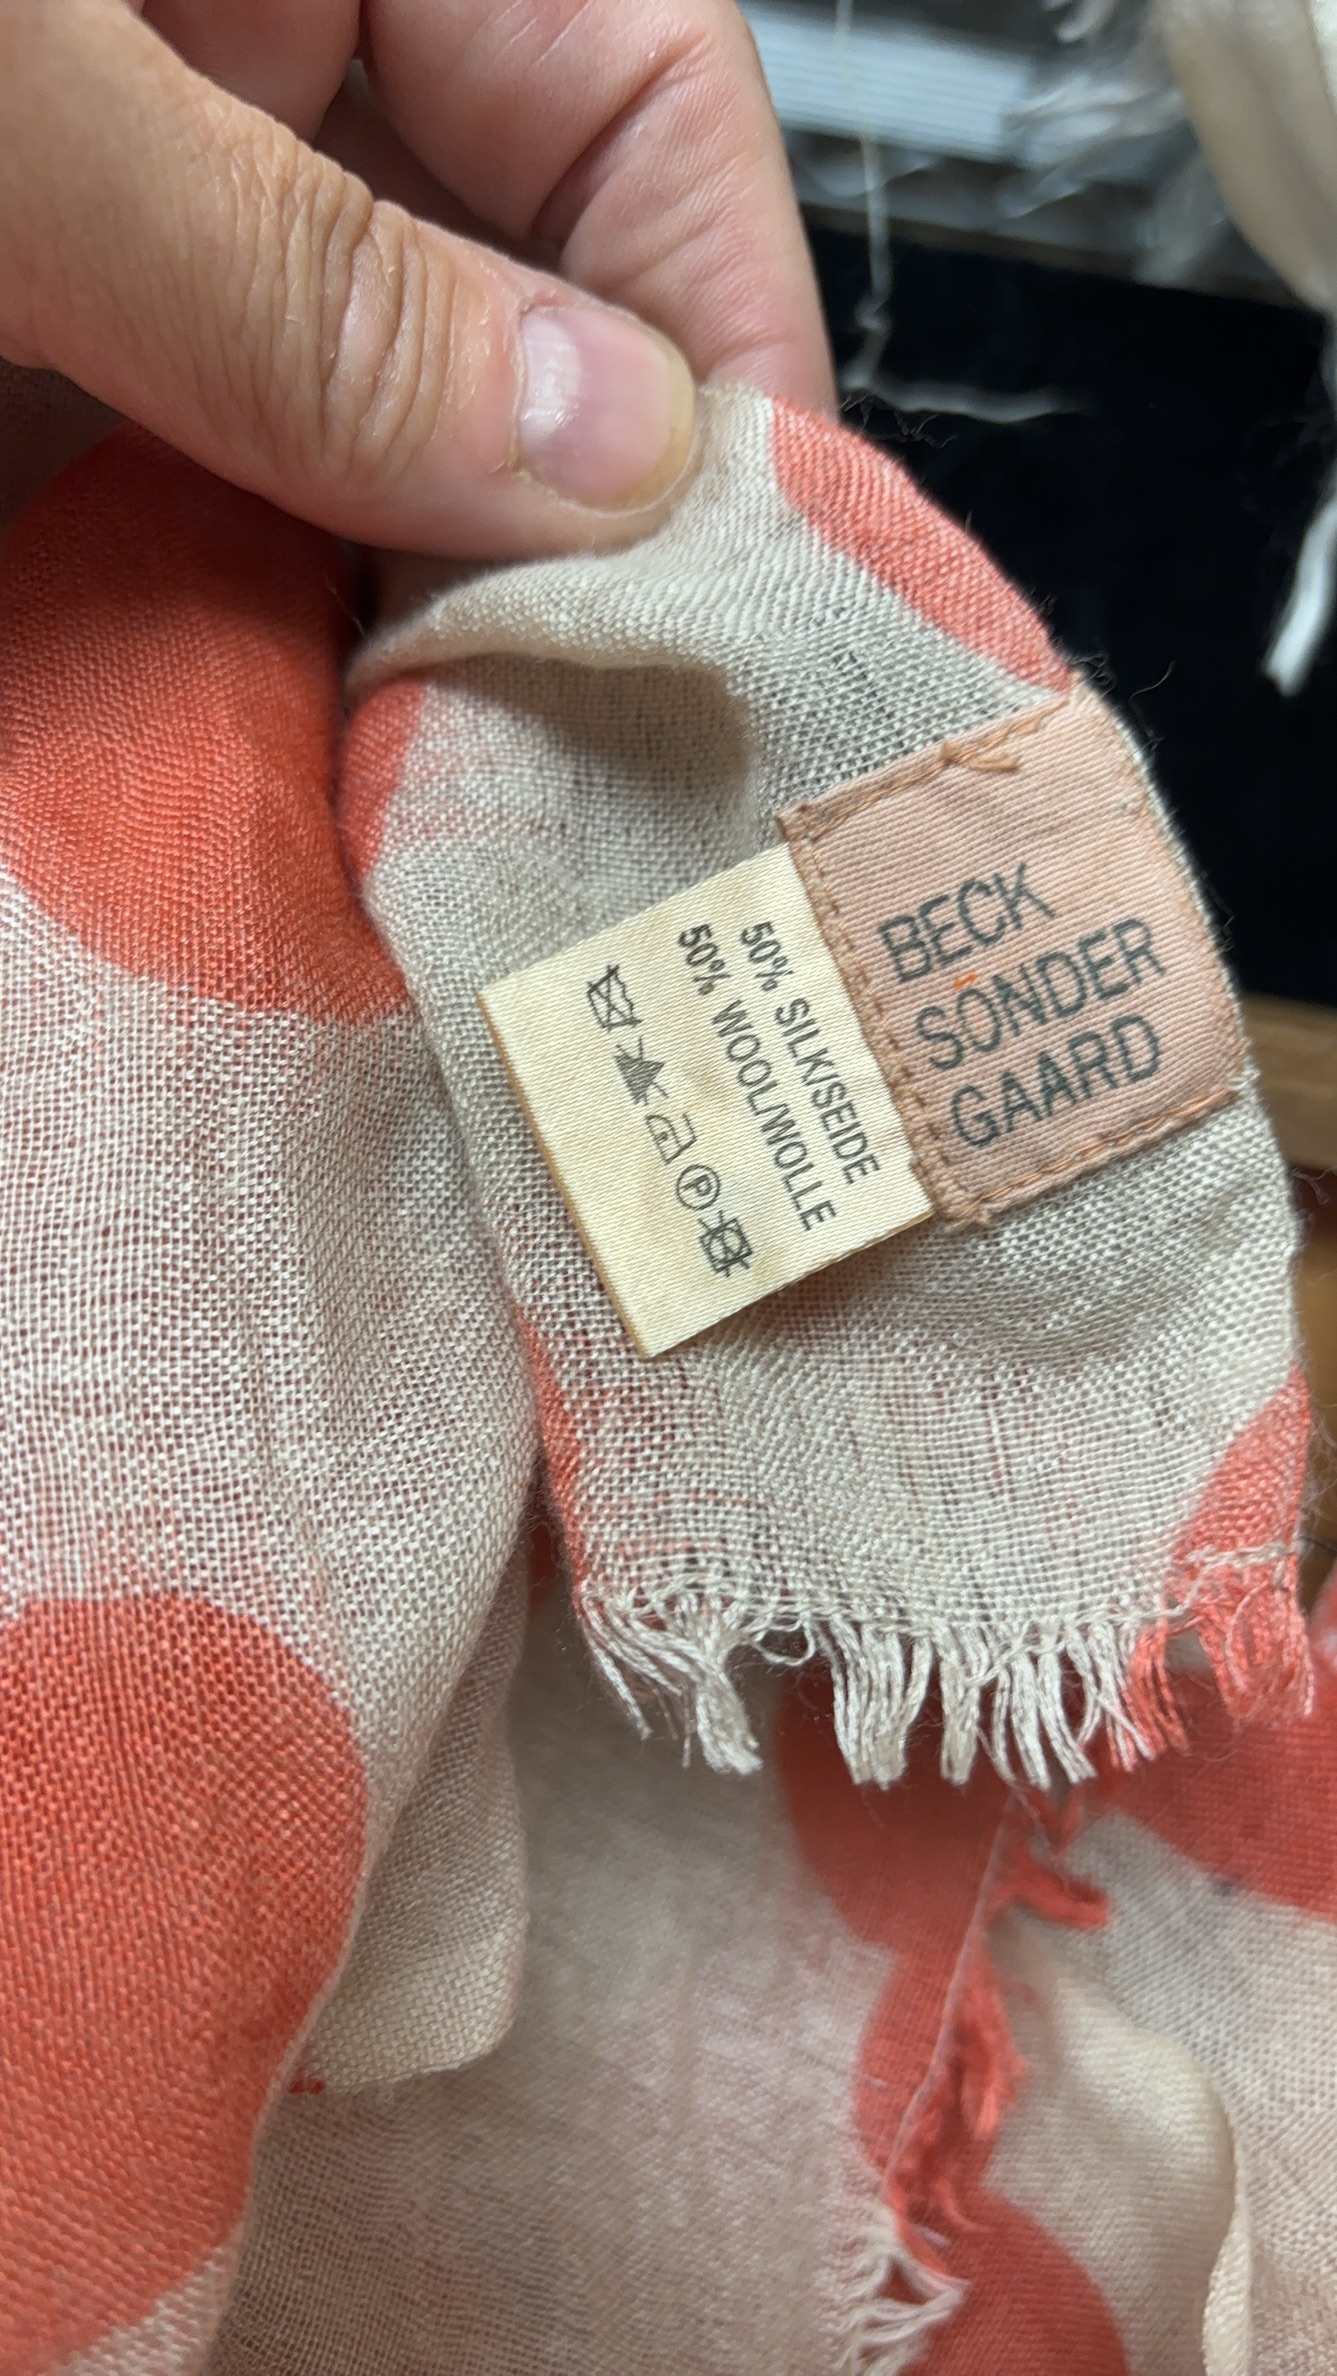 BECK
SÖNDER
GAARD
50% SILK/SEIDE
50% WOOL/WOLLE
P